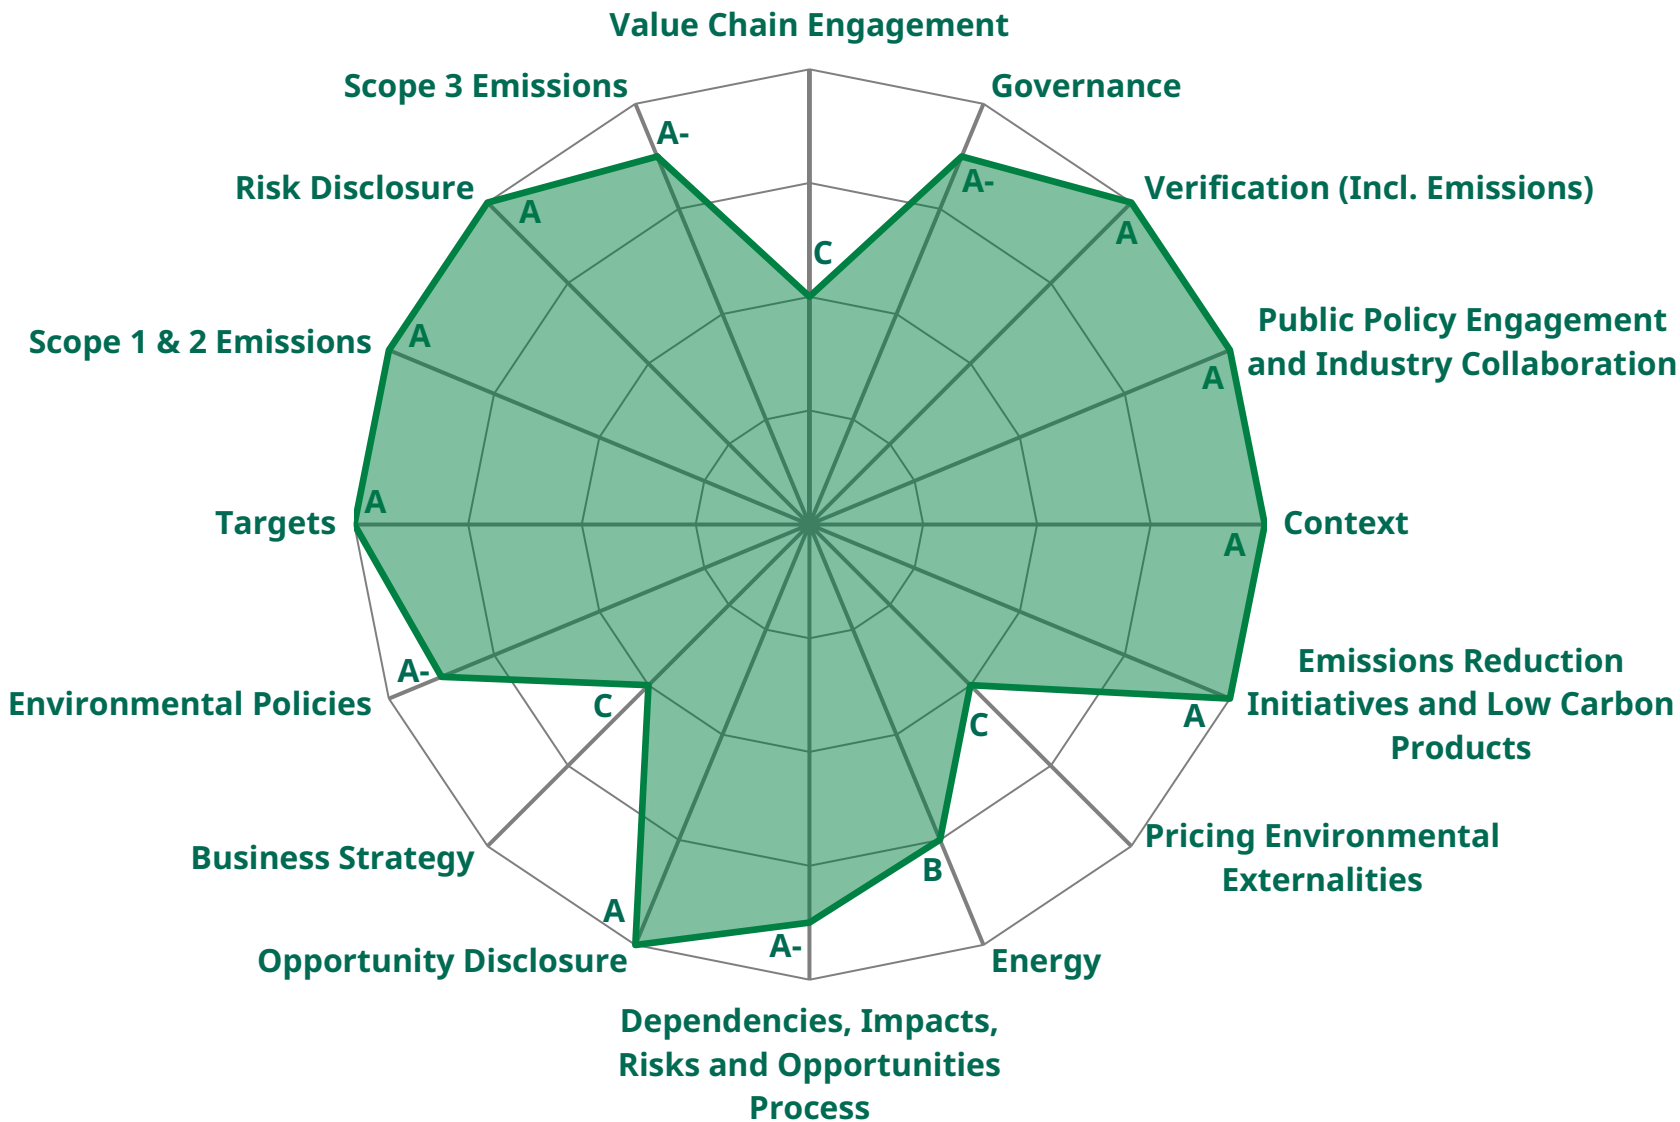 Value Chain Engagement
Scope 3 Emissions
Governance
A-
Risk Disclosure
A-
Verification (Incl. Emissions)
A
A
C
Public Policy Engagement
and Industry Collaboration
Scope 1 & 2 Emissions
A
A
Targets
A
Context
A
Emissions Reduction
Initiatives and Low Carbon
Products
A-
Environmental Policies
C
C
A
Pricing Environmental
Externalities
Business Strategy
B
A
A-
Opportunity Disclosure
Energy
Dependencies, Impacts,
Risks and Opportunities
Process